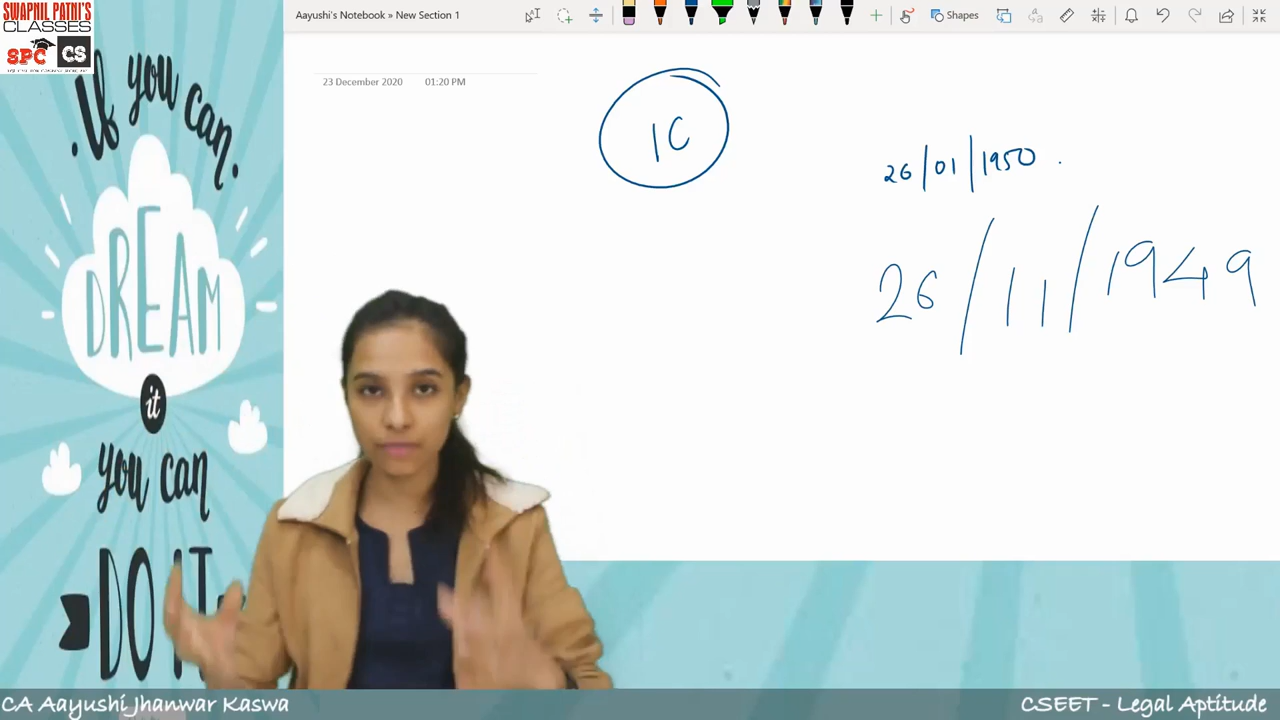 SWAPNIL PATNI'S
CLASSES
SPC CS
.If you can.
DREAM
it
you can
DO IT
Aayushi's Notebook » New Section 1
Shapes
23 December 2020 01:20 PM
IC
26/01/1950.
26/11/1949
CA Aayushi Jhanwar Kaswa
CSEET - Legal Aptitude